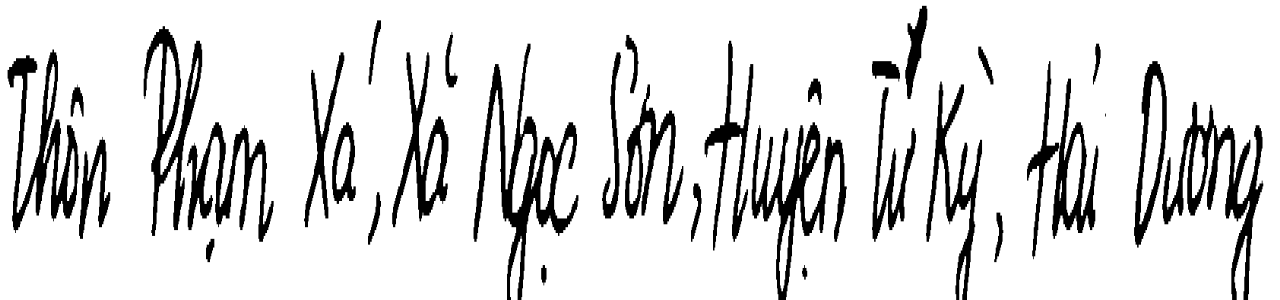 Thôn Phạm Xá, Xã Ngọc Sơn, Huyện Tứ Kỳ, Hải Dương